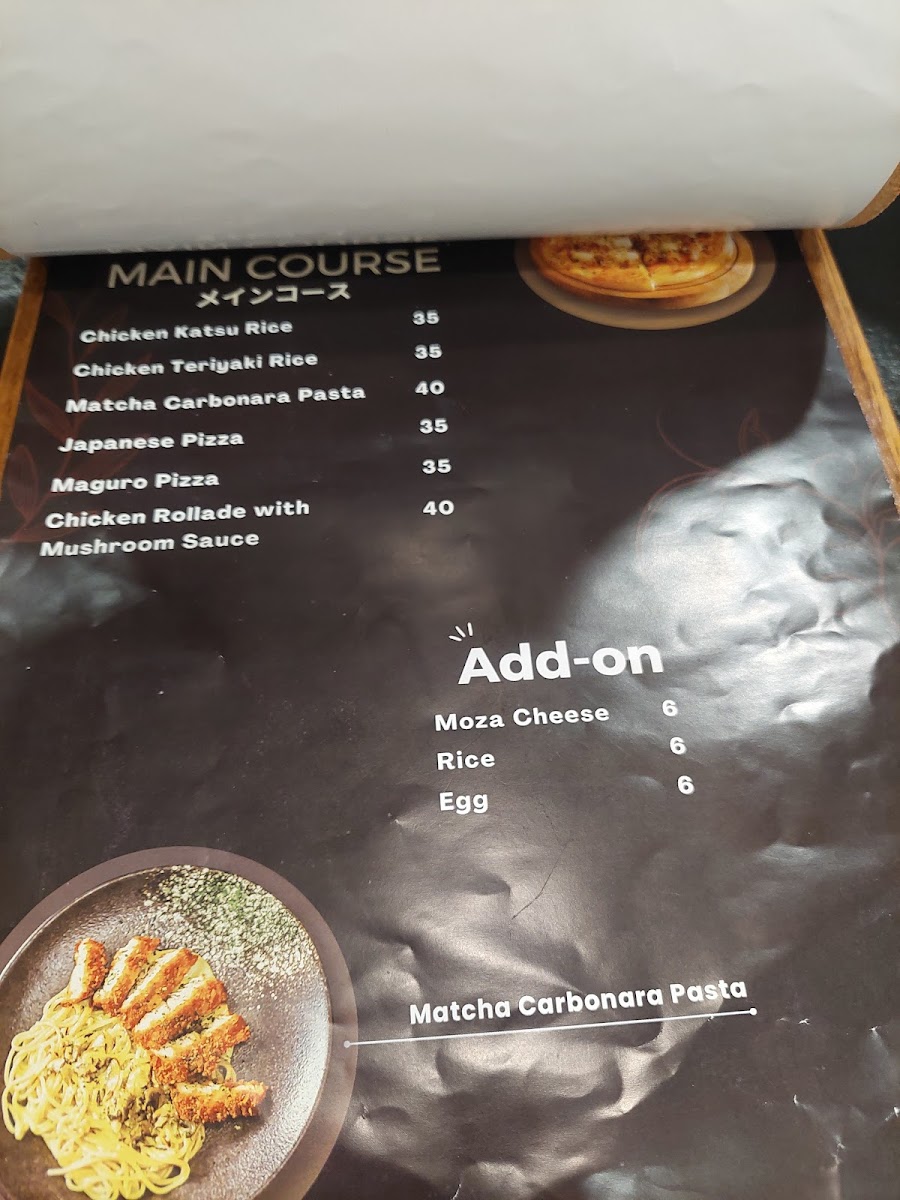 MAIN COURSE
メインコース
Chicken Katsu Rice 35
Chicken Teriyaki Rice 35
Matcha Carbonara Pasta 40
Japanese Pizza 35
Maguro Pizza 35
Chicken Rollade with 40
Mushroom Sauce
Add-on
Moza Cheese 6
Rice 6
Egg 6
Matcha Carbonara Pasta